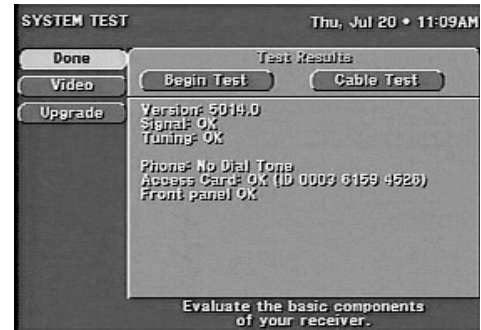 SYSTEM TEST
Thu, Jul 20 • 11:09AM
Done
Video
Upgrade
Test Results
Begin Test
Cable Test
Version: 5014.0
Signal: OK
Tuning: OK
Phone: No Dial Tone
Access Card: OK (ID 0003 6159 4526)
Front panel OK
Evaluate the basic components
of your receiver.